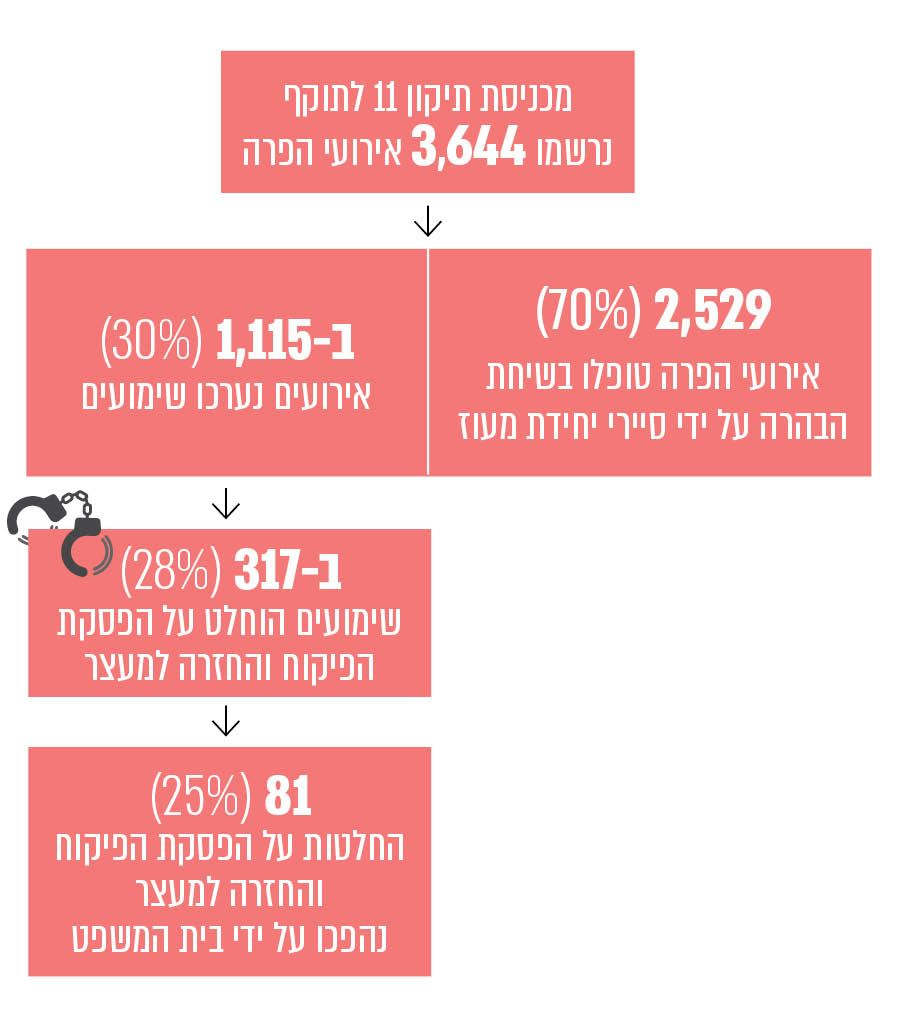 מכניסת תיקון 11 לתוקף
נרשמו 3,644 אירועי הפרה
2,529 (70%)
אירועי הפרה טופלו בשיחת
הבהרה על ידי סיירי יחידת מעוז
ב-1,115 (30%)
אירועים נערכו שימועים
ב-317 (28%)
שימועים הוחלט על הפסקת
הפיקוח והחזרה למעצר
81 (25%)
החלטות על הפסקת הפיקוח
והחזרה למעצר
נהפכו על ידי בית המשפט